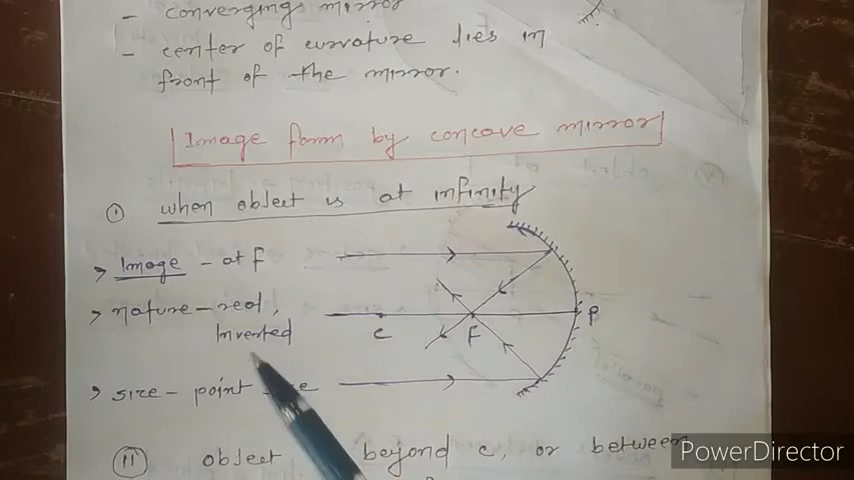 - converging mirror
- center of curvature lies in
front of the mirror.
Image form by concave mirror
(i) when object is at infinity
> Image - at f
> nature - real,
Inverted
> size - point
C F P
(ii) object beyond c, or between
PowerDirector